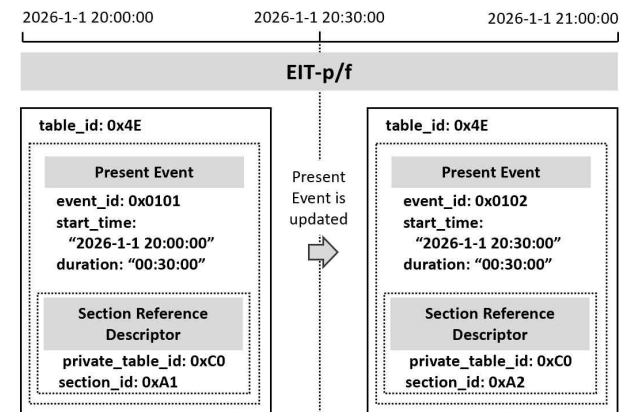 2026-1-1 20:00:00
2026-1-1 20:30:00
2026-1-1 21:00:00
EIT-p/f
table_id: 0x4E
Present Event
event_id: 0x0101
start_time:
“2026-1-1 20:00:00”
duration: “00:30:00”
Section Reference
Descriptor
private_table_id: 0xC0
section_id: 0xA1
Present
Event is
updated
table_id: 0x4E
Present Event
event_id: 0x0102
start_time:
“2026-1-1 20:30:00”
duration: “00:30:00”
Section Reference
Descriptor
private_table_id: 0xC0
section_id: 0xA2